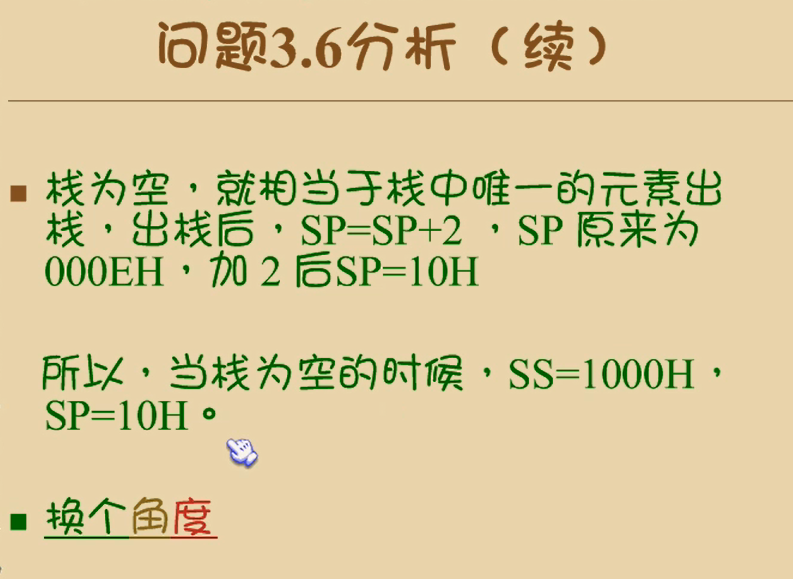 问题3.6分析（续）
栈为空，就相当于栈中唯一的元素出
栈，出栈后，SP=SP+2 ，SP 原来为
000EH，加 2 后SP=10H
所以，当栈为空的时候，SS=1000H，
SP=10H。
换个角度